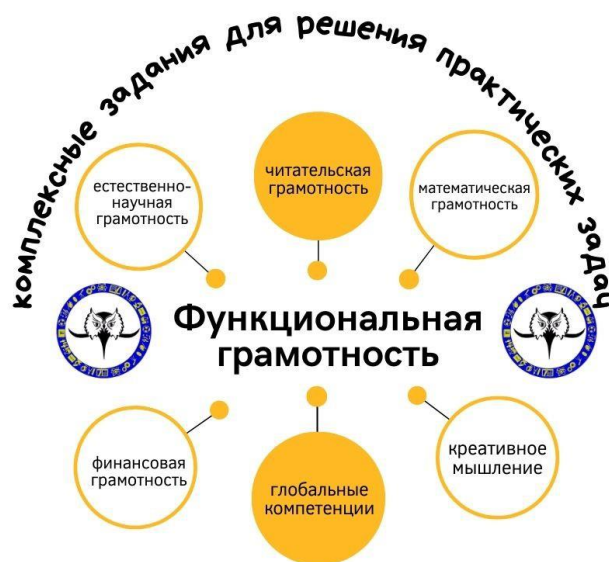 комплексные задания для решения практических задач
естественно-
научная
грамотность
читательская
грамотность
математическая
грамотность
Функциональная
грамотность
финансовая
грамотность
глобальные
компетенции
креативное
мышление